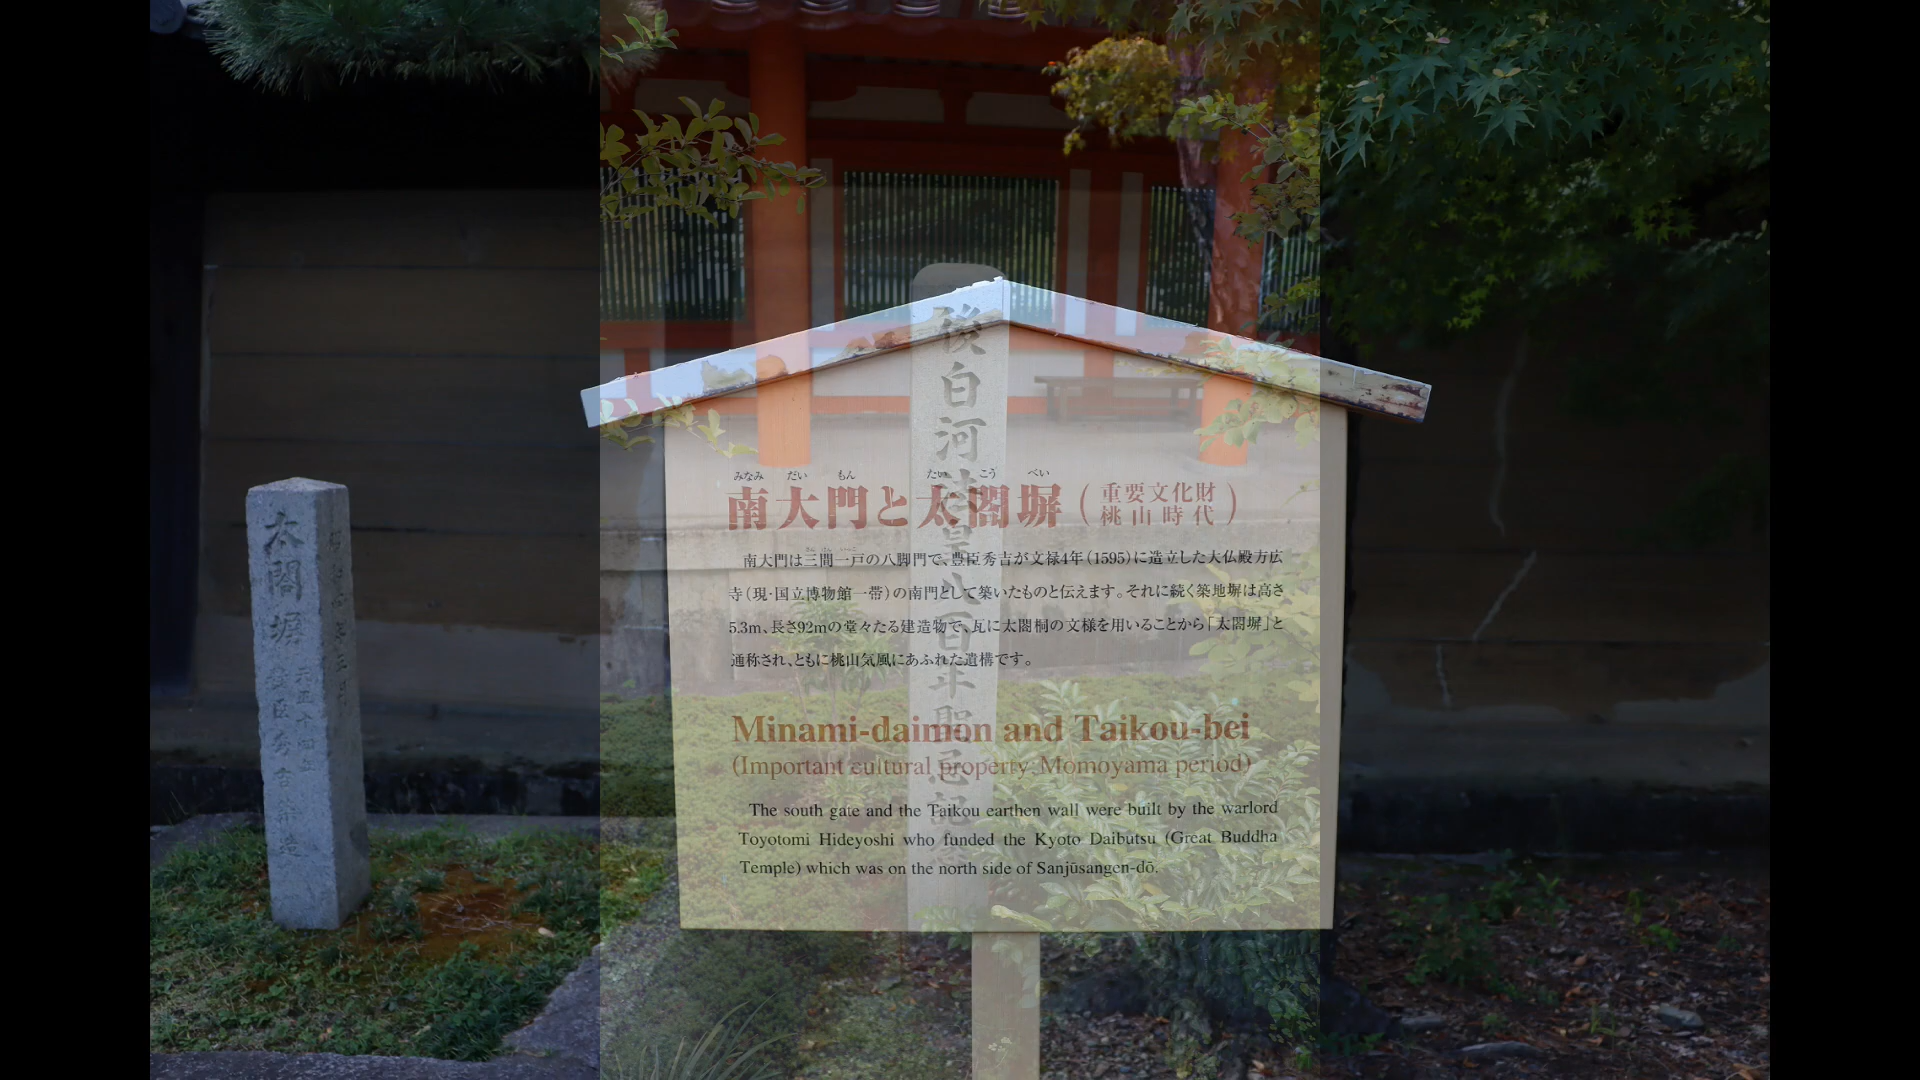 太閤塀
豊臣秀吉築造
後白河法皇八百年聖忌記
みなみ だい もん たい こう べい
南大門と太閤塀(重要文化財
桃山時代)
南大門は三間一戸の八脚門で、豊臣秀吉が文禄4年(1595)に造立した大仏殿方広
寺(現・国立博物館一帯)の南門として築いたものと伝えます。それに続く築地塀は高さ
5.3m、長さ92mの堂々たる建造物で、瓦に太閤桐の文様を用いることから「太閤塀」と
通称され、ともに桃山気風にあふれた遺構です。
Minami-daimon and Taikou-bei
(Important cultural property, Momoyama period)
The south gate and the Taikou earthen wall were built by the warlord
Toyotomi Hideyoshi who funded the Kyoto Daibutsu (Great Buddha
Temple) which was on the north side of Sanjūsangen-dō.